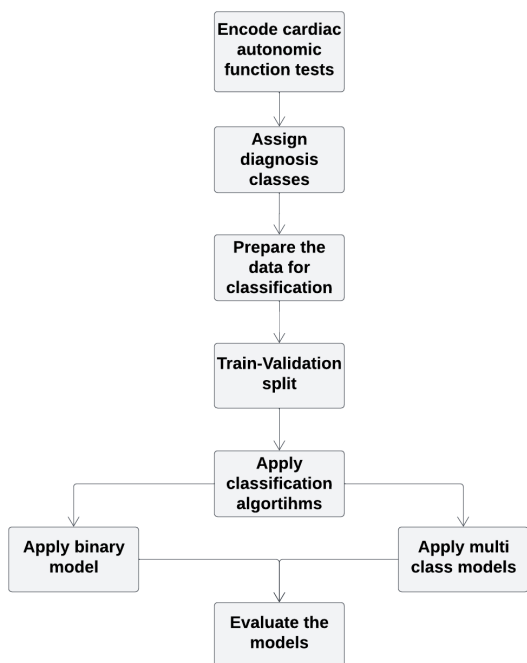 Encode cardiac
autonomic
function tests
Assign
diagnosis
classes
Prepare the
data for
classification
Train-Validation
split
Apply
classification
algortihms
Apply binary
model
Apply multi
class models
Evaluate the
models